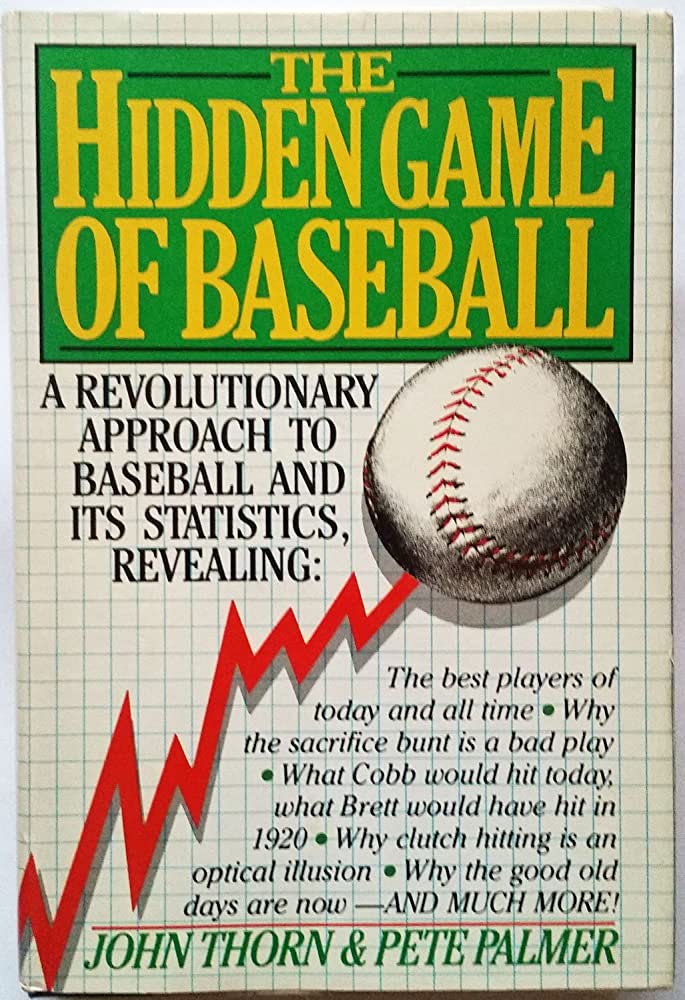 THE
HIDDEN GAME
OF BASEBALL
A REVOLUTIONARY
APPROACH TO
BASEBALL AND
ITS STATISTICS,
REVEALING:
The best players of
today and all time • Why
the sacrifice bunt is a bad play
• What Cobb would hit today,
what Brett would have hit in
1920 • Why clutch hitting is an
optical illusion • Why the good old
days are now —AND MUCH MORE!
JOHN THORN & PETE PALMER